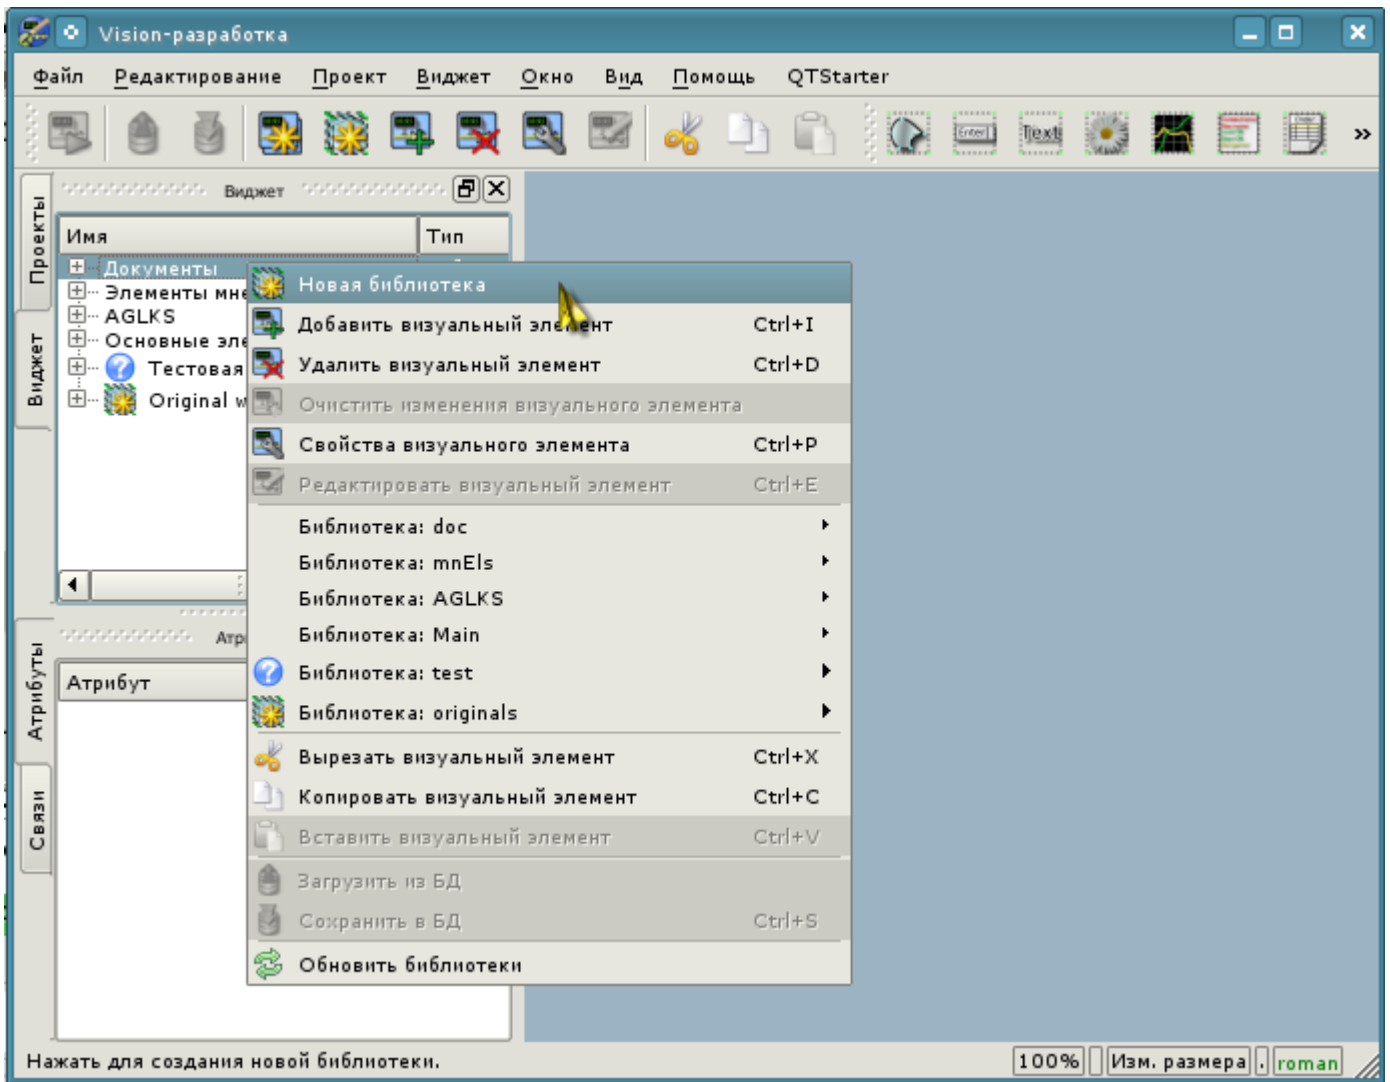 Vision-разработка
Файл Редактирование Проект Виджет Окно Вид Помощь QTStarter
Enter Text »
Проекты
Виджет
Виджет
Имя Тип
Документы
Элементы мне
AGLKS
Основные эле
Тестовая
Original w
Новая библиотека
Добавить визуальный элемент Ctrl+I
Удалить визуальный элемент Ctrl+D
Очистить изменения визуального элемента
Свойства визуального элемента Ctrl+P
Редактировать визуальный элемент Ctrl+E
Библиотека: doc
Библиотека: mnEls
Библиотека: AGLKS
Библиотека: Main
Библиотека: test
Библиотека: originals
Вырезать визуальный элемент Ctrl+X
Копировать визуальный элемент Ctrl+C
Вставить визуальный элемент Ctrl+V
Загрузить из БД
Сохранить в БД Ctrl+S
Обновить библиотеки
Атрибуты
Связи
Атр
Атрибут
Нажать для создания новой библиотеки.
100% Изм. размера . roman